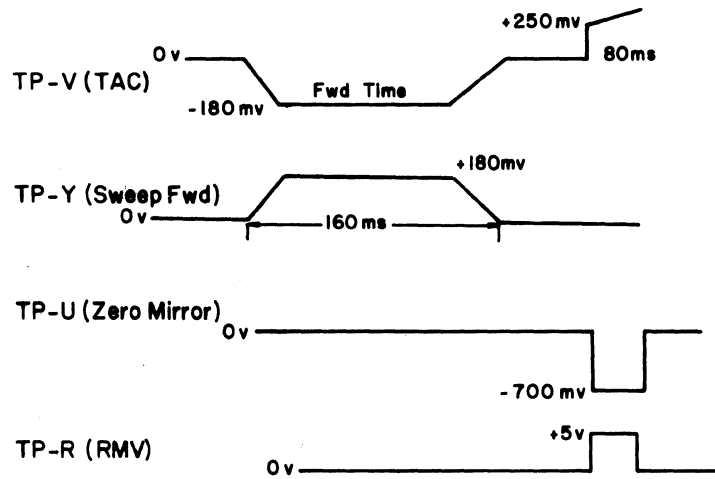 +250mv
0v
80ms
TP-V (TAC)
Fwd Time
-180mv
+180mv
TP-Y (Sweep Fwd)
0v
160ms
TP-U (Zero Mirror)
0v
-700mv
+5v
TP-R (RMV)
0v